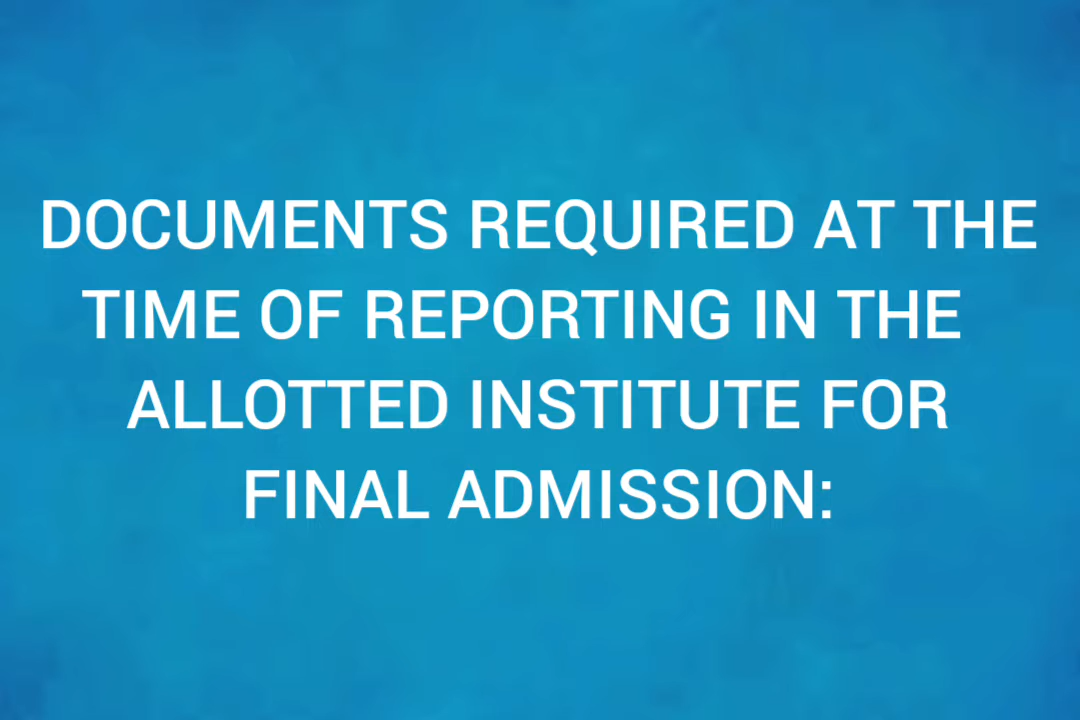 DOCUMENTS REQUIRED AT THE
TIME OF REPORTING IN THE
ALLOTTED INSTITUTE FOR
FINAL ADMISSION: